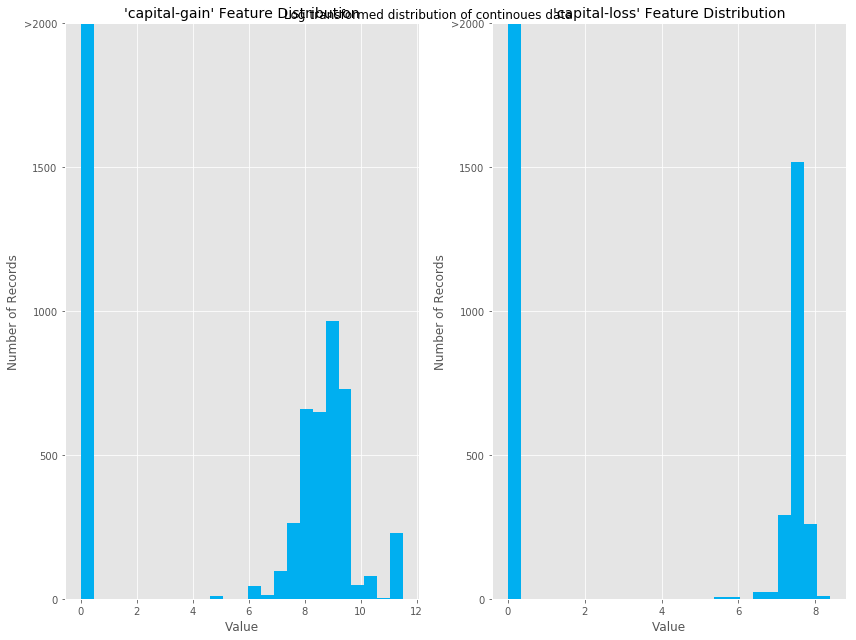 Log transformed distribution of continoues data
'capital-gain' Feature Distribution
>2000
1500
1000
500
0
Number of Records
0 2 4 6 8 10 12
Value
'capital-loss' Feature Distribution
>2000
1500
1000
500
0
Number of Records
0 2 4 6 8
Value